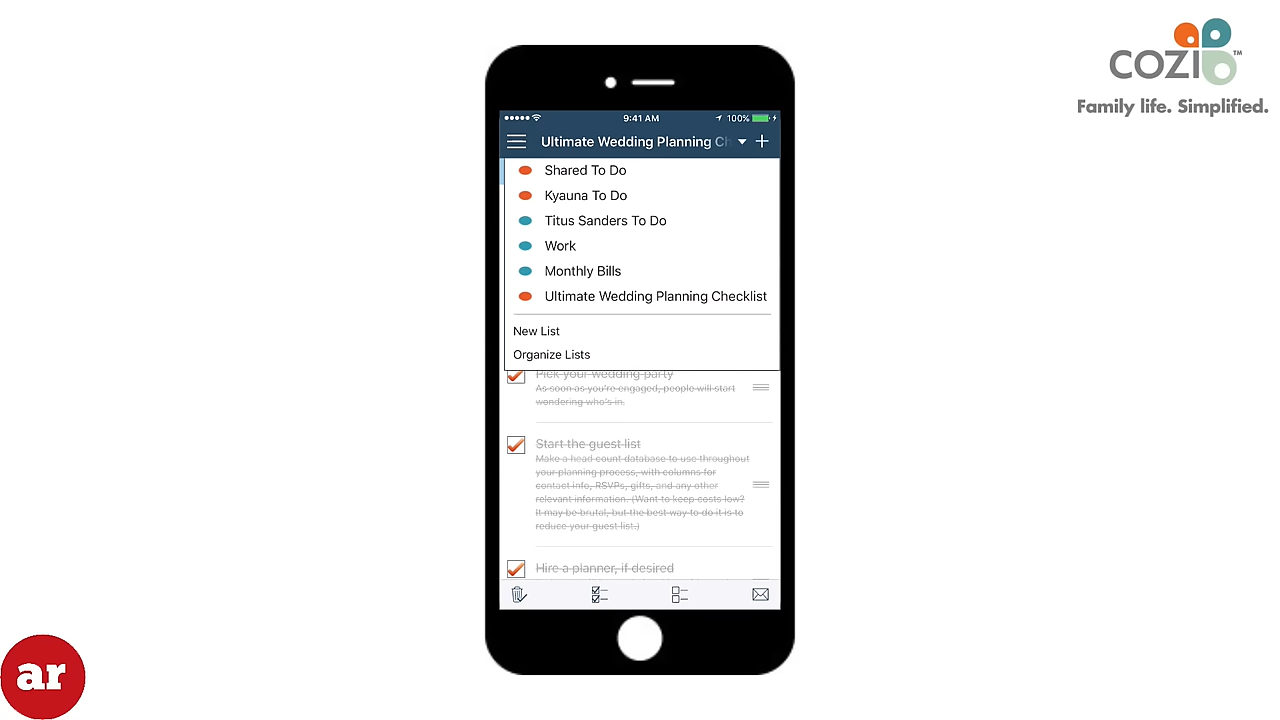 COZI™
Family life. Simplified.
9:41 AM
100%
Ultimate Wedding Planning Ch
Shared To Do
Kyauna To Do
Titus Sanders To Do
Work
Monthly Bills
Ultimate Wedding Planning Checklist
New List
Organize Lists
Pick your wedding party
As soon as you're engaged, people will start
wondering who's in.
Start the guest list
Make a head count database to use throughout
your planning process, with columns for
contact info, RSVPs, gifts, and any other
relevant information. (Want to keep costs low?
It may be brutal, but the best way to do it is to
reduce your guest list.)
Hire a planner, if desired
ar